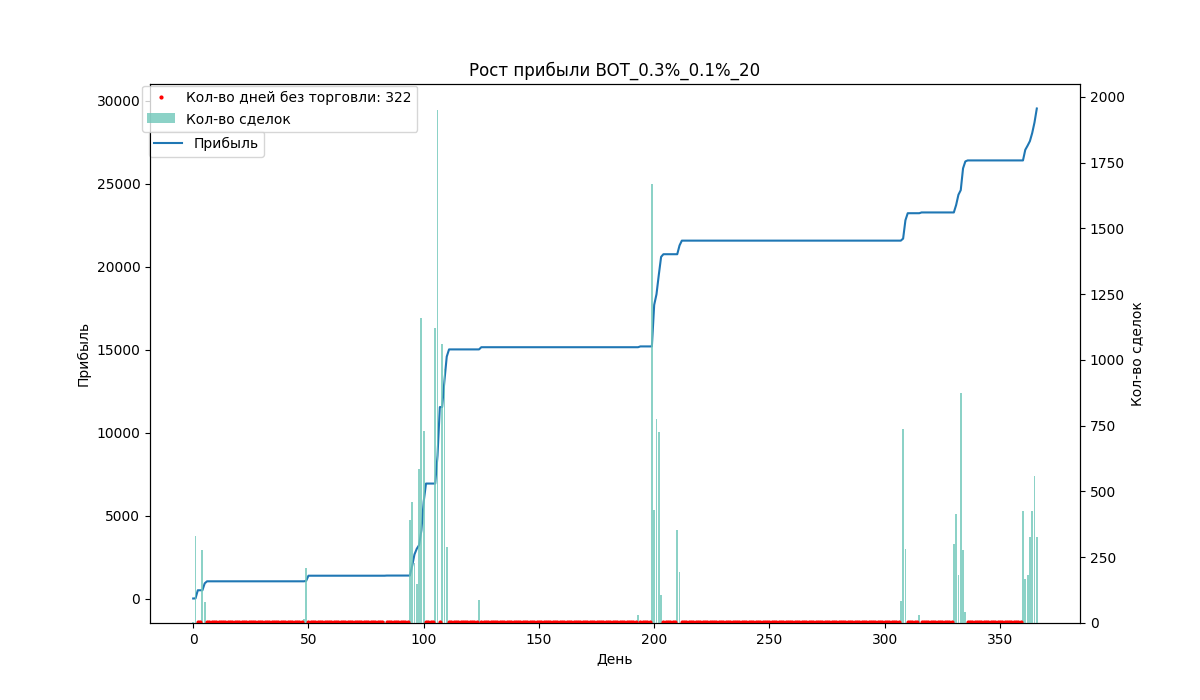 Рост прибыли BOT_0.3%_0.1%_20
Кол-во дней без торговли: 322
Кол-во сделок
Прибыль
30000
25000
20000
15000
10000
5000
0
Прибыль
2000
1750
1500
1250
1000
750
500
250
0
Кол-во сделок
0 50 100 150 200 250 300 350
День